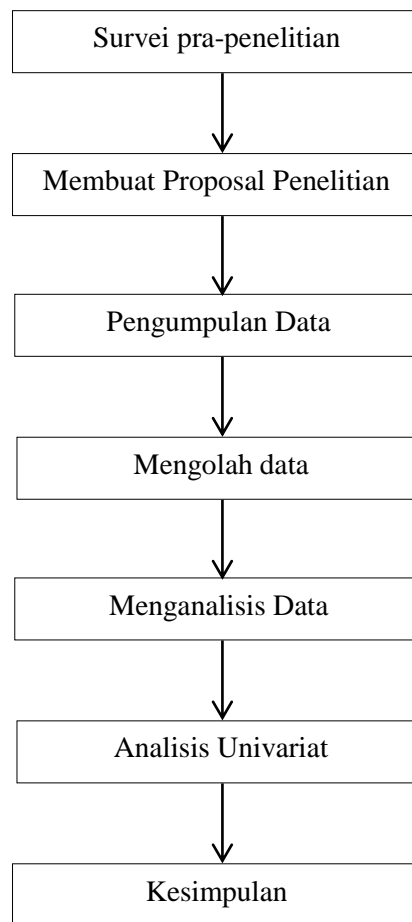 Survei pra-penelitian
Membuat Proposal Penelitian
Pengumpulan Data
Mengolah data
Menganalisis Data
Analisis Univariat
Kesimpulan